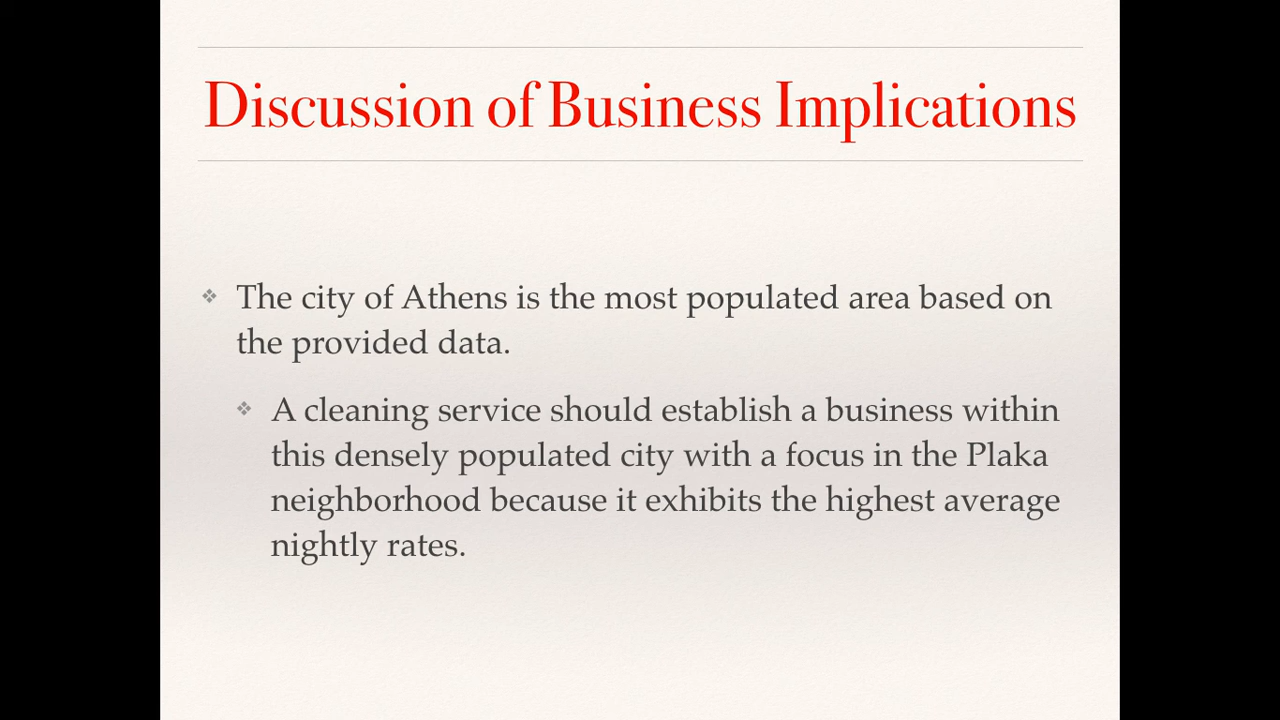 Discussion of Business Implications
The city of Athens is the most populated area based on
the provided data.
A cleaning service should establish a business within
this densely populated city with a focus in the Plaka
neighborhood because it exhibits the highest average
nightly rates.